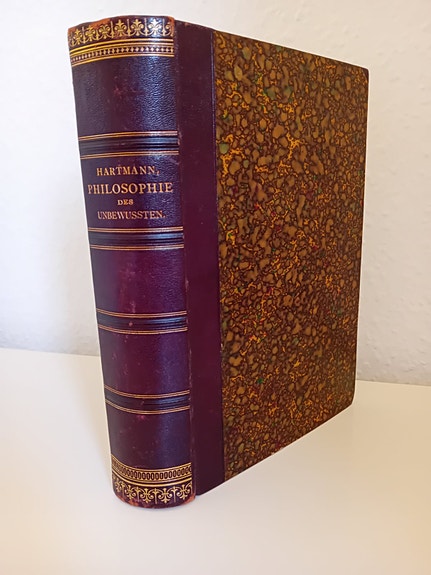 HARTMANN,
PHILOSOPHIE
DES
UNBEWUSSTEN.